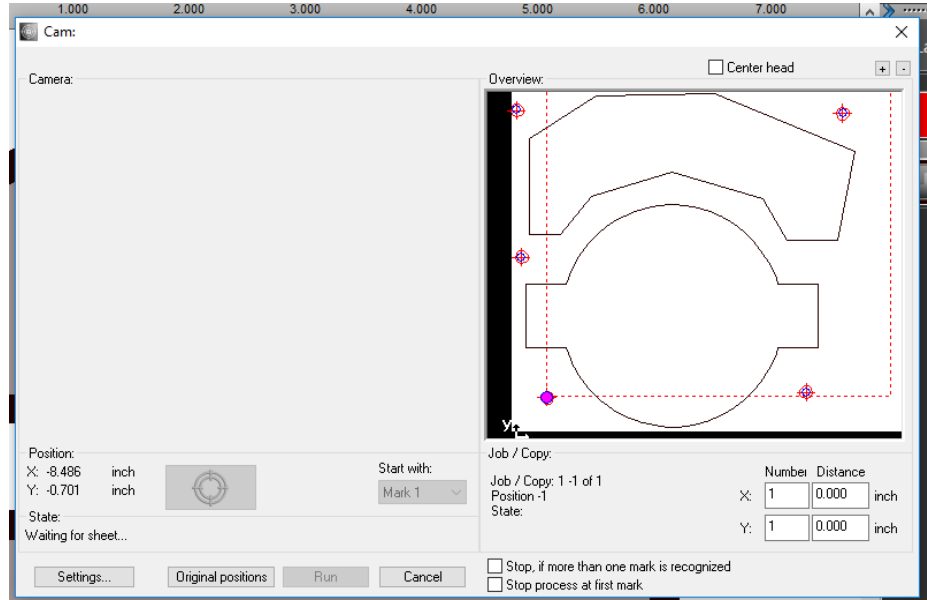 1.000 2.000 3.000 4.000 5.000 6.000 7.000
Cam:
Center head + -
Camera: Overview:
y
Position: Job / Copy:
X: -8.486 inch
Y: -0.701 inch
Start with:
Mark 1
Job / Copy: 1 -1 of 1
Position -1
State:
Number Distance
X: 1 0.000 inch
Y: 1 0.000 inch
State:
Waiting for sheet...
Stop, if more than one mark is recognized
Stop process at first mark
Settings... Original positions Run Cancel